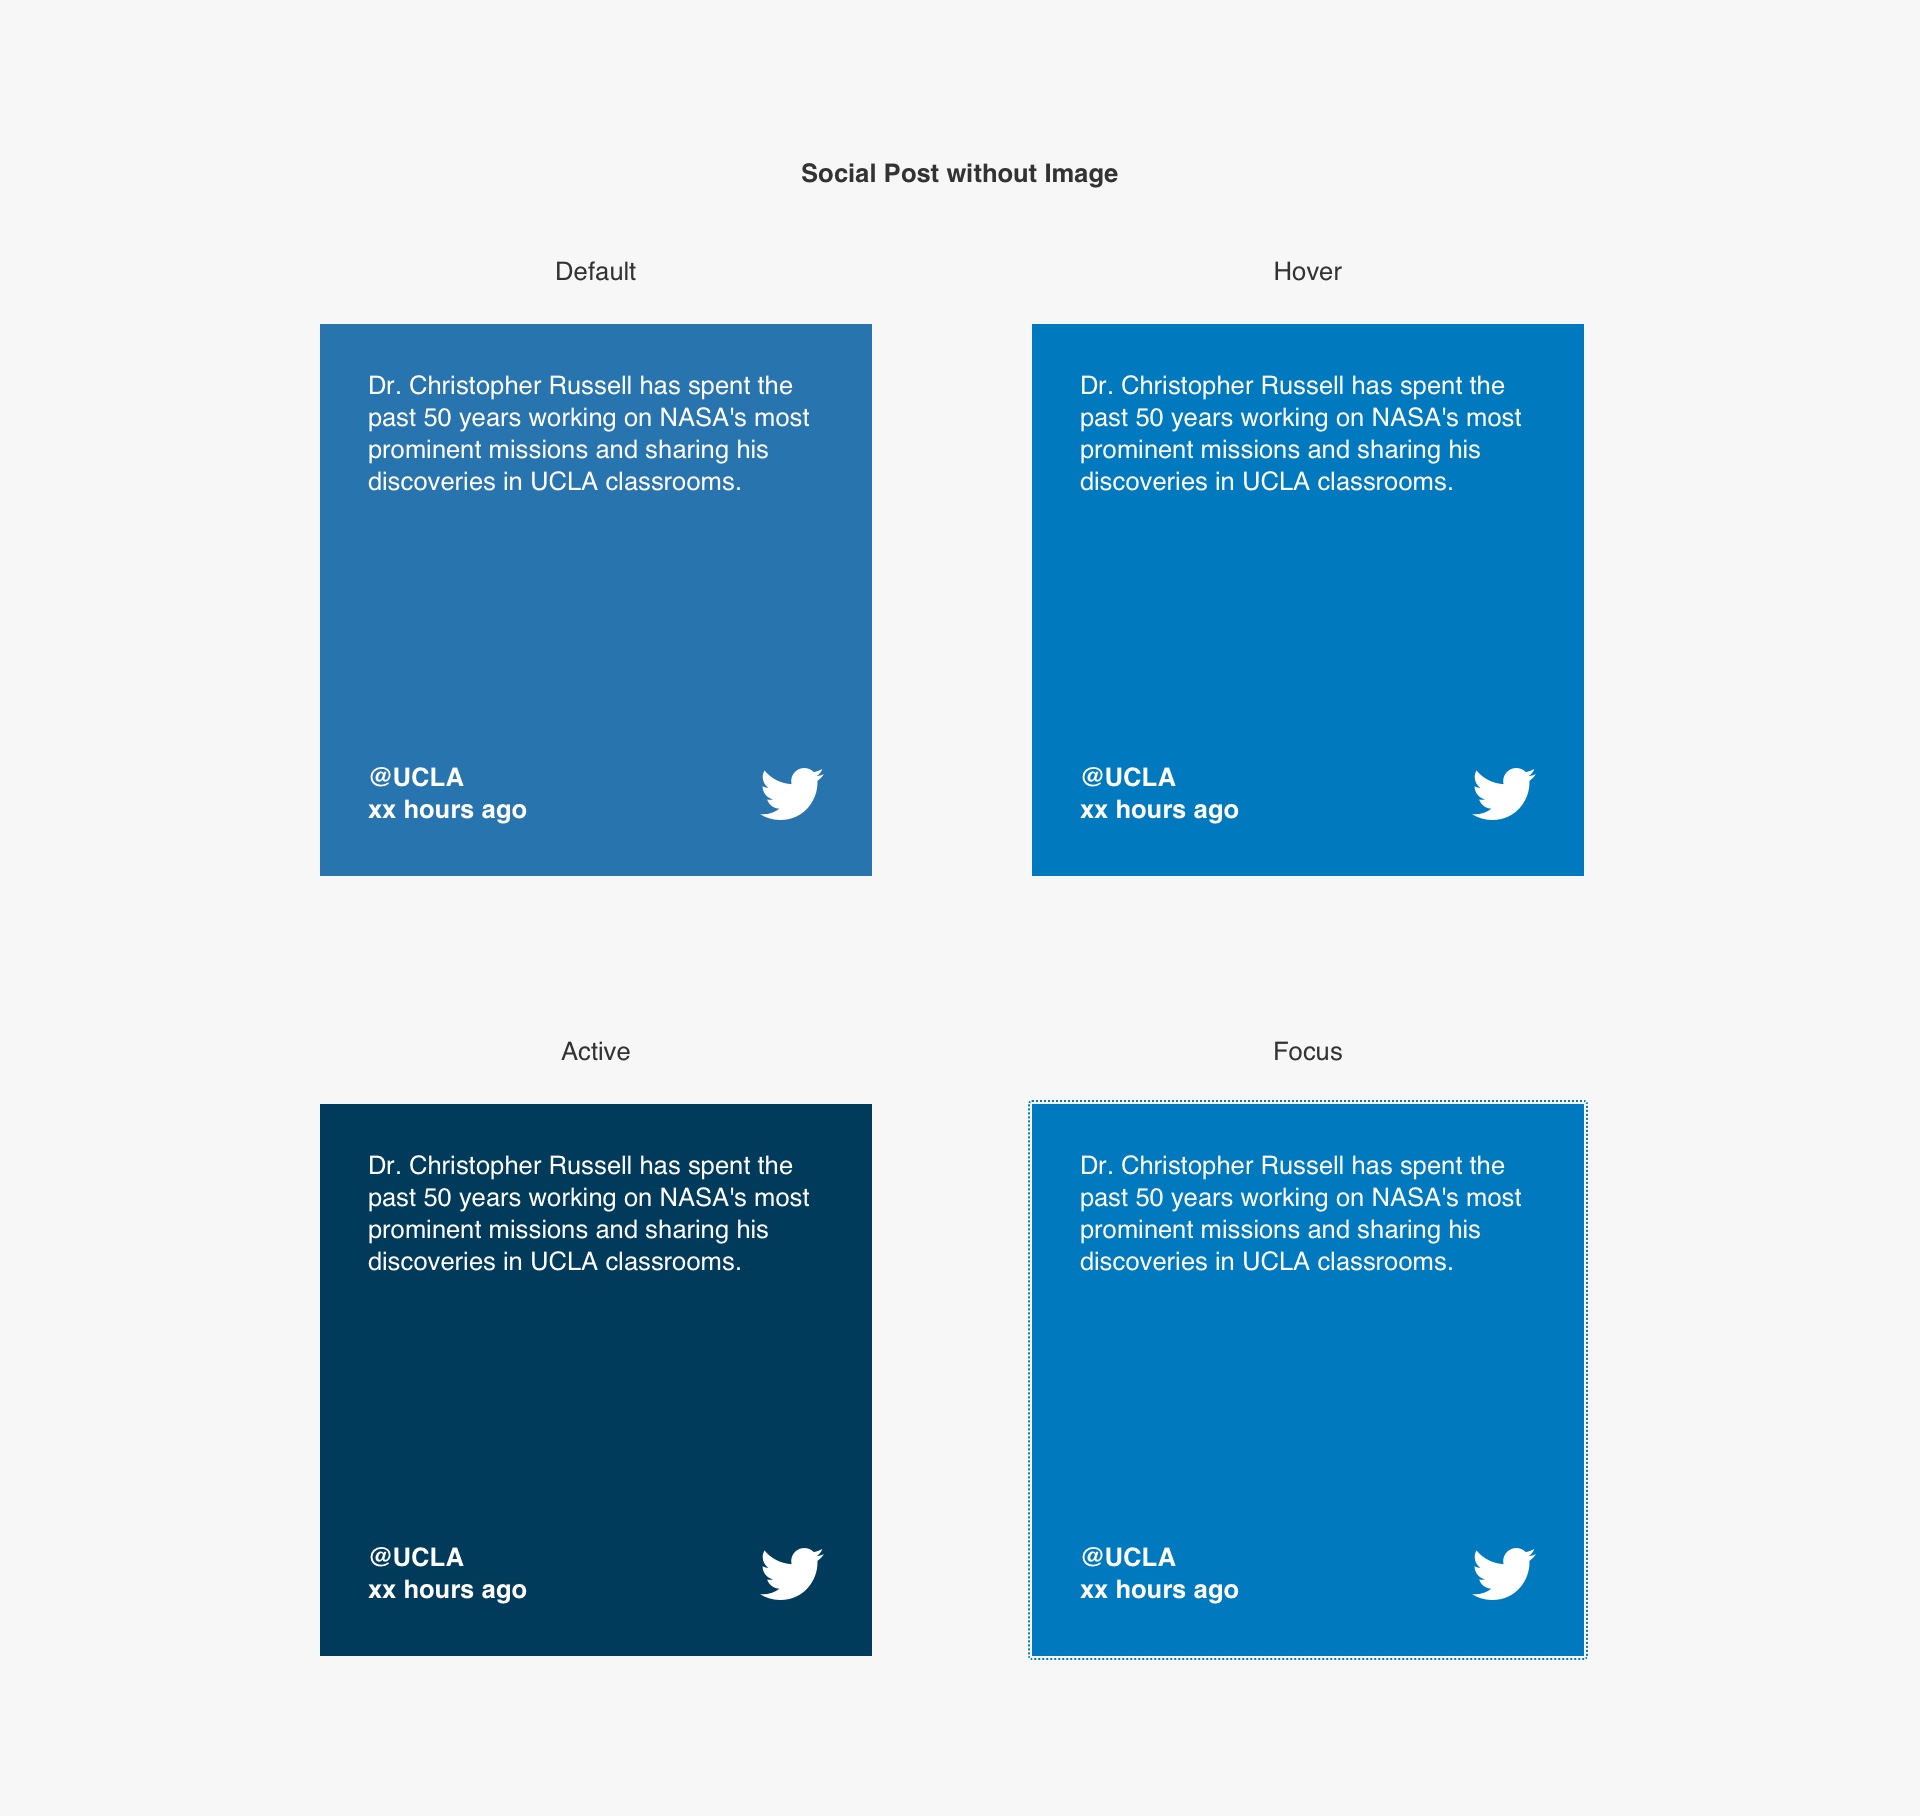 Social Post without Image
Default
Hover
Dr. Christopher Russell has spent the
past 50 years working on NASA's most
prominent missions and sharing his
discoveries in UCLA classrooms.
@UCLA
xx hours ago
Dr. Christopher Russell has spent the
past 50 years working on NASA's most
prominent missions and sharing his
discoveries in UCLA classrooms.
@UCLA
xx hours ago
Active
Focus
Dr. Christopher Russell has spent the
past 50 years working on NASA's most
prominent missions and sharing his
discoveries in UCLA classrooms.
@UCLA
xx hours ago
Dr. Christopher Russell has spent the
past 50 years working on NASA's most
prominent missions and sharing his
discoveries in UCLA classrooms.
@UCLA
xx hours ago